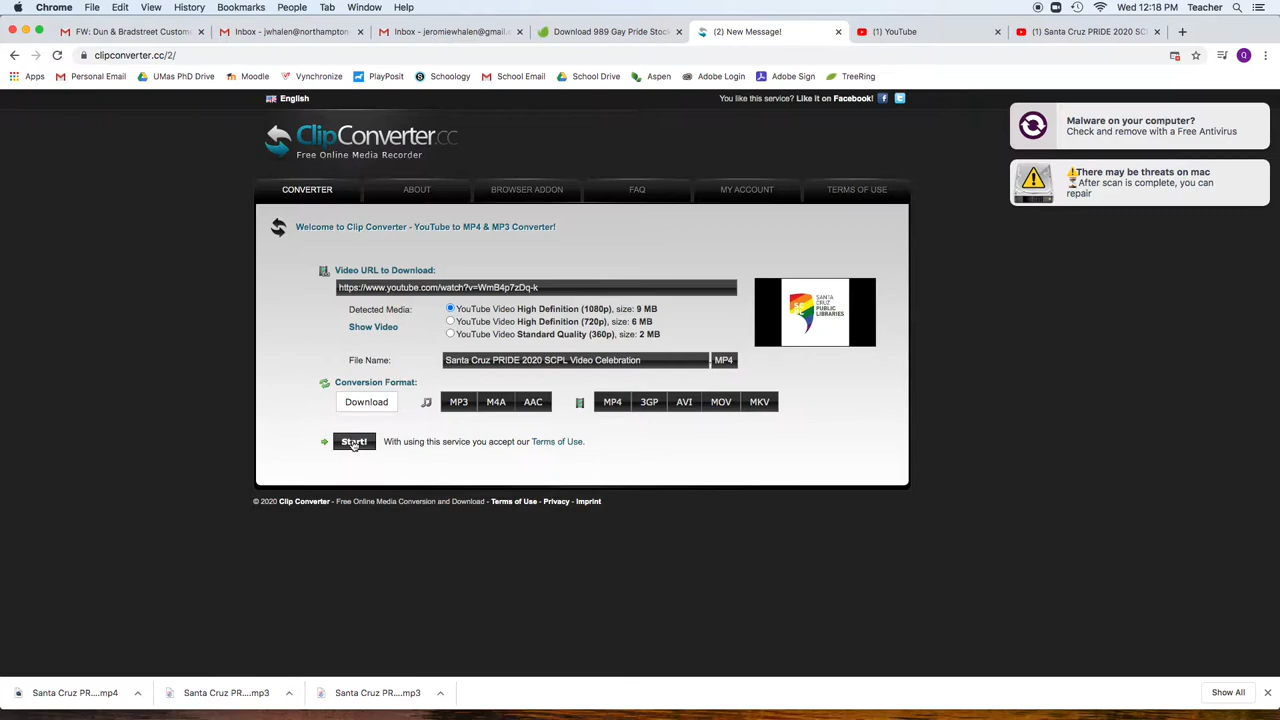 Chrome File Edit View History Bookmarks People Tab Window Help Wed 12:18 PM Teacher
FW: Dun & Bradstreet Custome Inbox - jwhalen@northampton Inbox - jeromiewhalen@gmail. Download 989 Gay Pride Stock (2) New Message! (1) YouTube (1) Santa Cruz PRIDE 2020 SC
clipconverter.cc/2/
Apps Personal Email UMas PhD Drive Moodle Vynchronize PlayPosit Schoology School Email School Drive Aspen Adobe Login Adobe Sign TreeRing
English You like this service? Like it on Facebook!
Malware on your computer?
Check and remove with a Free Antivirus
ClipConverter.cc
Free Online Media Recorder
There may be threats on mac
After scan is complete, you can
repair
CONVERTER ABOUT BROWSER ADDON FAQ MY ACCOUNT TERMS OF USE
Welcome to Clip Converter - YouTube to MP4 & MP3 Converter!
Video URL to Download:
https://www.youtube.com/watch?v=WmB4p7zDq-k
Detected Media: YouTube Video High Definition (1080p), size: 9 MB
Show Video YouTube Video High Definition (720p), size: 6 MB
YouTube Video Standard Quality (360p), size: 2 MB
SANTA
CRUZ
PUBLIC
LIBRARIES
File Name: Santa Cruz PRIDE 2020 SCPL Video Celebration . MP4
Conversion Format:
Download MP3 M4A AAC MP4 3GP AVI MOV MKV
Start! With using this service you accept our Terms of Use.
© 2020 Clip Converter - Free Online Media Conversion and Download - Terms of Use - Privacy - Imprint
Santa Cruz PR....mp4 Santa Cruz PR....mp3 Santa Cruz PR....mp3 Show All